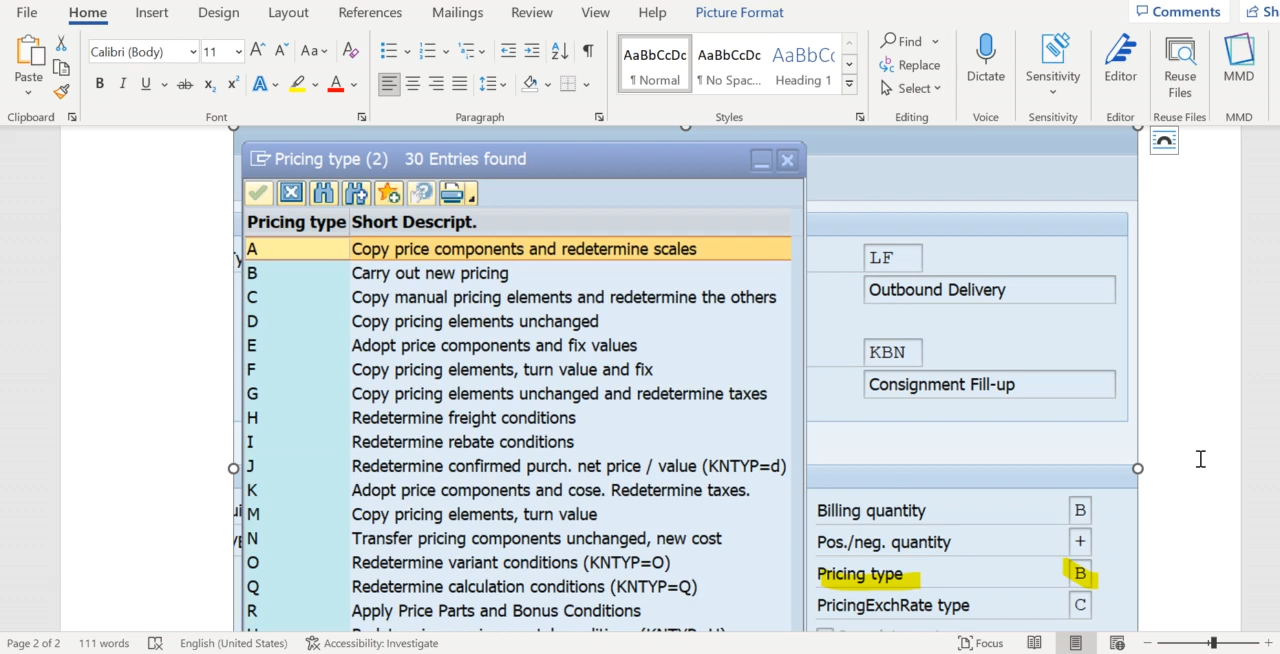 File Home Insert Design Layout References Mailings Review View Help Picture Format Comments Sh
Calibri (Body) 11 Aa
Paste
B I U ab x2 x2 A A
AaBbCcDc AaBbCcDc AaBbCc
¶ Normal ¶ No Spac... Heading 1
Find
Replace
Select
Dictate Sensitivity Editor Reuse Files MMD
Clipboard Font Paragraph Styles Editing Voice Sensitivity Editor Reuse Files MMD
Pricing type (2) 30 Entries found
Pricing type Short Descript.
A Copy price components and redetermine scales
B Carry out new pricing
C Copy manual pricing elements and redetermine the others
D Copy pricing elements unchanged
E Adopt price components and fix values
F Copy pricing elements, turn value and fix
G Copy pricing elements unchanged and redetermine taxes
H Redetermine freight conditions
I Redetermine rebate conditions
J Redetermine confirmed purch. net price / value (KNTYP=d)
K Adopt price components and cose. Redetermine taxes.
M Copy pricing elements, turn value
N Transfer pricing components unchanged, new cost
O Redetermine variant conditions (KNTYP=O)
Q Redetermine calculation conditions (KNTYP=Q)
R Apply Price Parts and Bonus Conditions
LF
Outbound Delivery
KBN
Consignment Fill-up
Billing quantity B
Pos./neg. quantity +
Pricing type B
PricingExchRate type C
Page 2 of 2 111 words English (United States) Accessibility: Investigate Focus